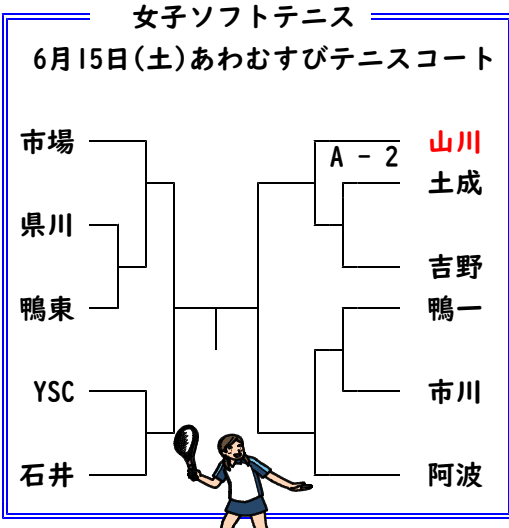 女子ソフトテニス
6月15日(土)あわむすびテニスコート
市場
山川
A - 2
土成
県川
吉野
鴨東
鴨一
YSC
市川
石井
阿波